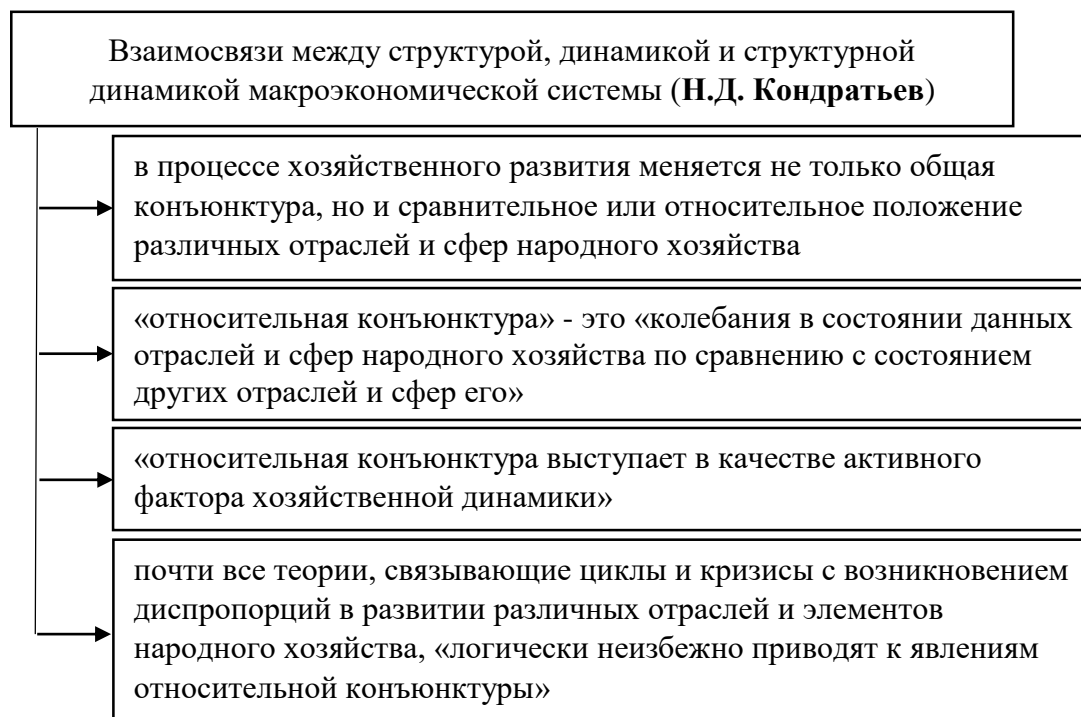 Взаимосвязи между структурой, динамикой и структурной
динамикой макроэкономической системы (Н.Д. Кондратьев)
в процессе хозяйственного развития меняется не только общая
конъюнктура, но и сравнительное или относительное положение
различных отраслей и сфер народного хозяйства
«относительная конъюнктура» - это «колебания в состоянии данных
отраслей и сфер народного хозяйства по сравнению с состоянием
других отраслей и сфер его»
«относительная конъюнктура выступает в качестве активного
фактора хозяйственной динамики»
почти все теории, связывающие циклы и кризисы с возникновением
диспропорций в развитии различных отраслей и элементов
народного хозяйства, «логически неизбежно приводят к явлениям
относительной конъюнктуры»